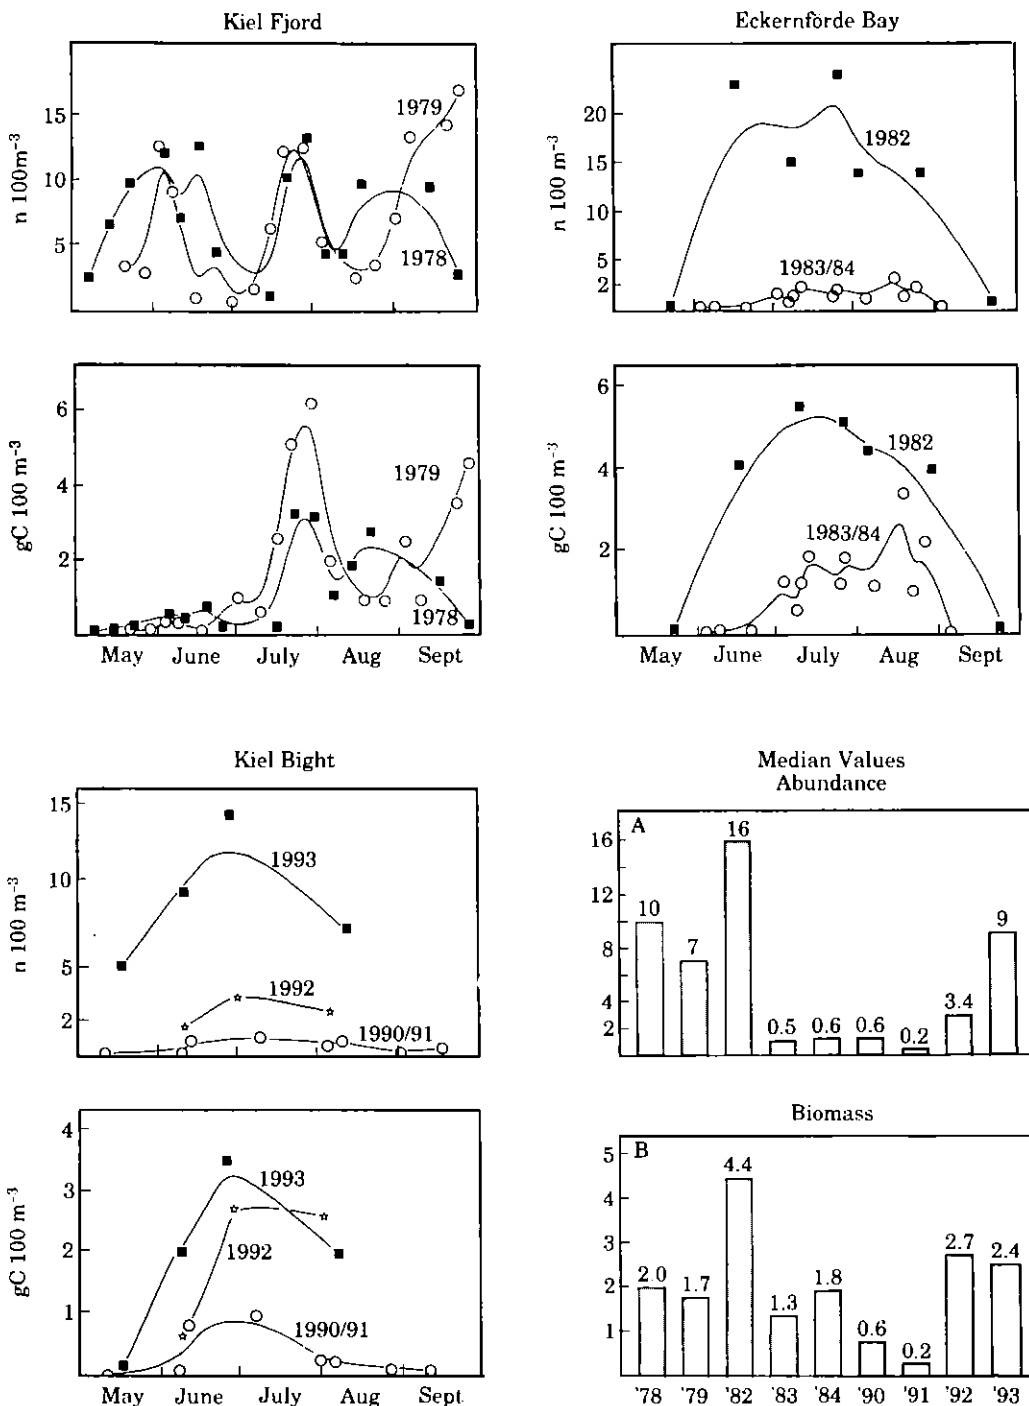 Kiel Fjord
n 100m⁻³
15
10
5
1979
1978
gC 100 m⁻³
6
4
2
1979
1978
May June July Aug Sept
Eckernförde Bay
n 100 m⁻³
20
15
10
5
2
1982
1983/84
gC 100 m⁻³
6
4
2
1982
1983/84
May June July Aug Sept
Kiel Bight
n 100 m⁻³
15
10
5
2
1993
1992
1990/91
gC 100 m⁻³
4
3
2
1
1993
1992
1990/91
May June July Aug Sept
Median Values
Abundance
A
16
12
8
4
2
10 7 16 0.5 0.6 0.6 0.2 3.4 9
Biomass
B
5
4
3
2
1
2.0 1.7 4.4 1.3 1.8 0.6 0.2 2.7 2.4
'78 '79 '82 '83 '84 '90 '91 '92 '93